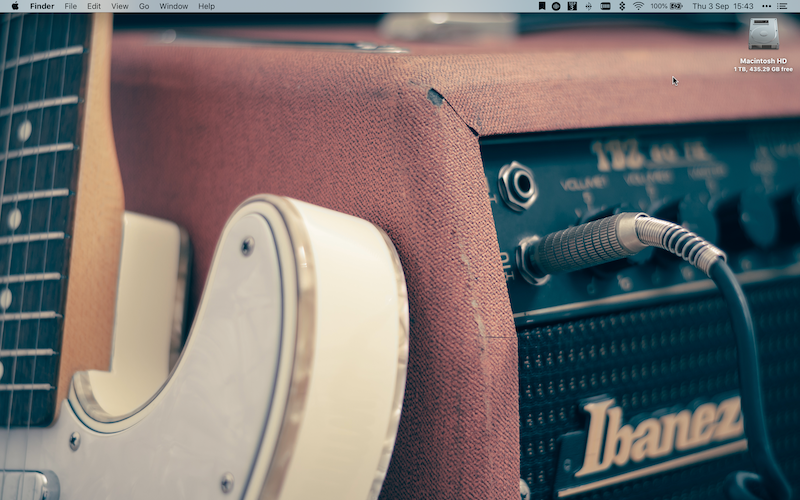 Finder File Edit View Go Window Help
100% Thu 3 Sep 15:43
Macintosh HD
1 TB, 435.29 GB free
Ibanez